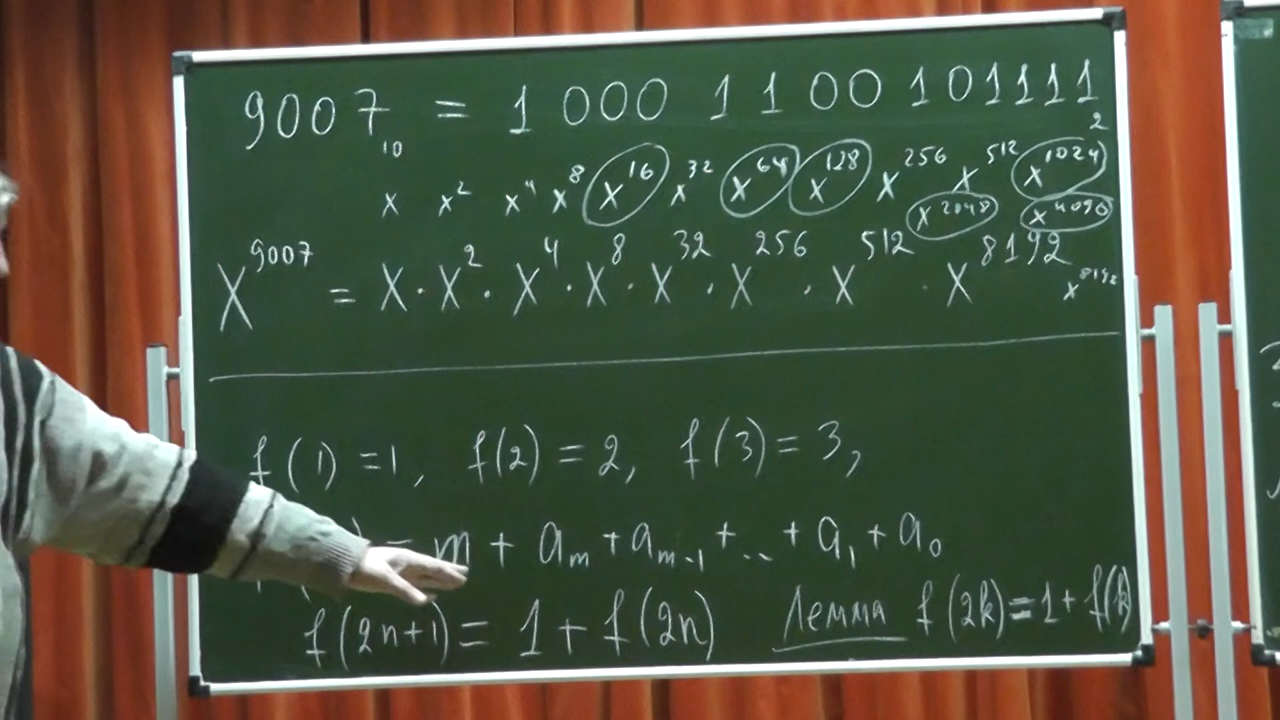 9007₁₀ = 1 000 1 1 00 1 0 1 1 1 1₂
x x² x⁴ x⁸ x¹⁶ x³² x⁶⁴ x¹²⁸ x²⁵⁶ x⁵¹² x¹⁰²⁴
x²⁰⁴⁸ x⁴⁰⁹⁶
X⁹⁰⁰⁷ = X · X² · X⁴ · X⁸ · X³² · X²⁵⁶ · X⁵¹² · X⁸¹⁹² x⁸¹⁹²
f(1) = 1, f(2) = 2, f(3) = 3,
) = m + aₘ + aₘ₋₁ + ... + a₁ + a₀
f(2n+1) = 1 + f(2n) Лемма f(2k) = 1 + f(k)